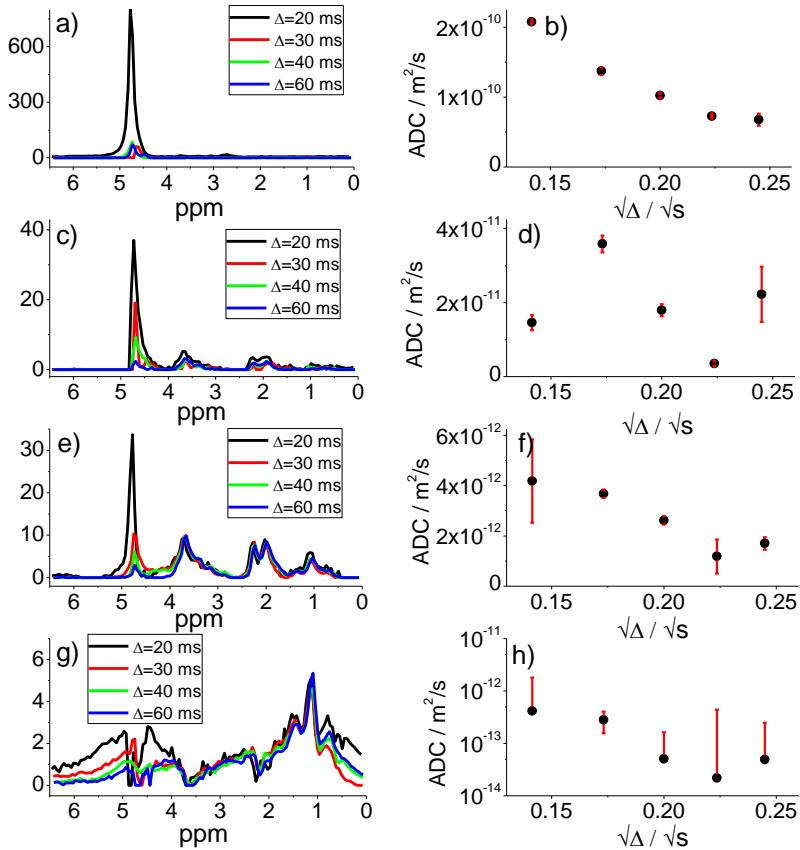 a)
800
600
300
0
Δ=20 ms
Δ=30 ms
Δ=40 ms
Δ=60 ms
6 5 4 3 2 1 0
ppm
b)
ADC / m²/s
2x10⁻¹⁰
1x10⁻¹⁰
0
0.15 0.20 0.25
√Δ / √s
c)
40
20
0
Δ=20 ms
Δ=30 ms
Δ=40 ms
Δ=60 ms
6 5 4 3 2 1 0
ppm
d)
ADC / m²/s
4x10⁻¹¹
2x10⁻¹¹
0
0.15 0.20 0.25
√Δ / √s
e)
30
20
10
0
Δ=20 ms
Δ=30 ms
Δ=40 ms
Δ=60 ms
6 5 4 3 2 1 0
ppm
f)
ADC / m²/s
6x10⁻¹²
4x10⁻¹²
2x10⁻¹²
0
0.15 0.20 0.25
√Δ / √s
g)
6
4
2
0
Δ=20 ms
Δ=30 ms
Δ=40 ms
Δ=60 ms
6 5 4 3 2 1 0
ppm
h)
ADC / m²/s
10⁻¹¹
10⁻¹²
10⁻¹³
10⁻¹⁴
0.15 0.20 0.25
√Δ / √s